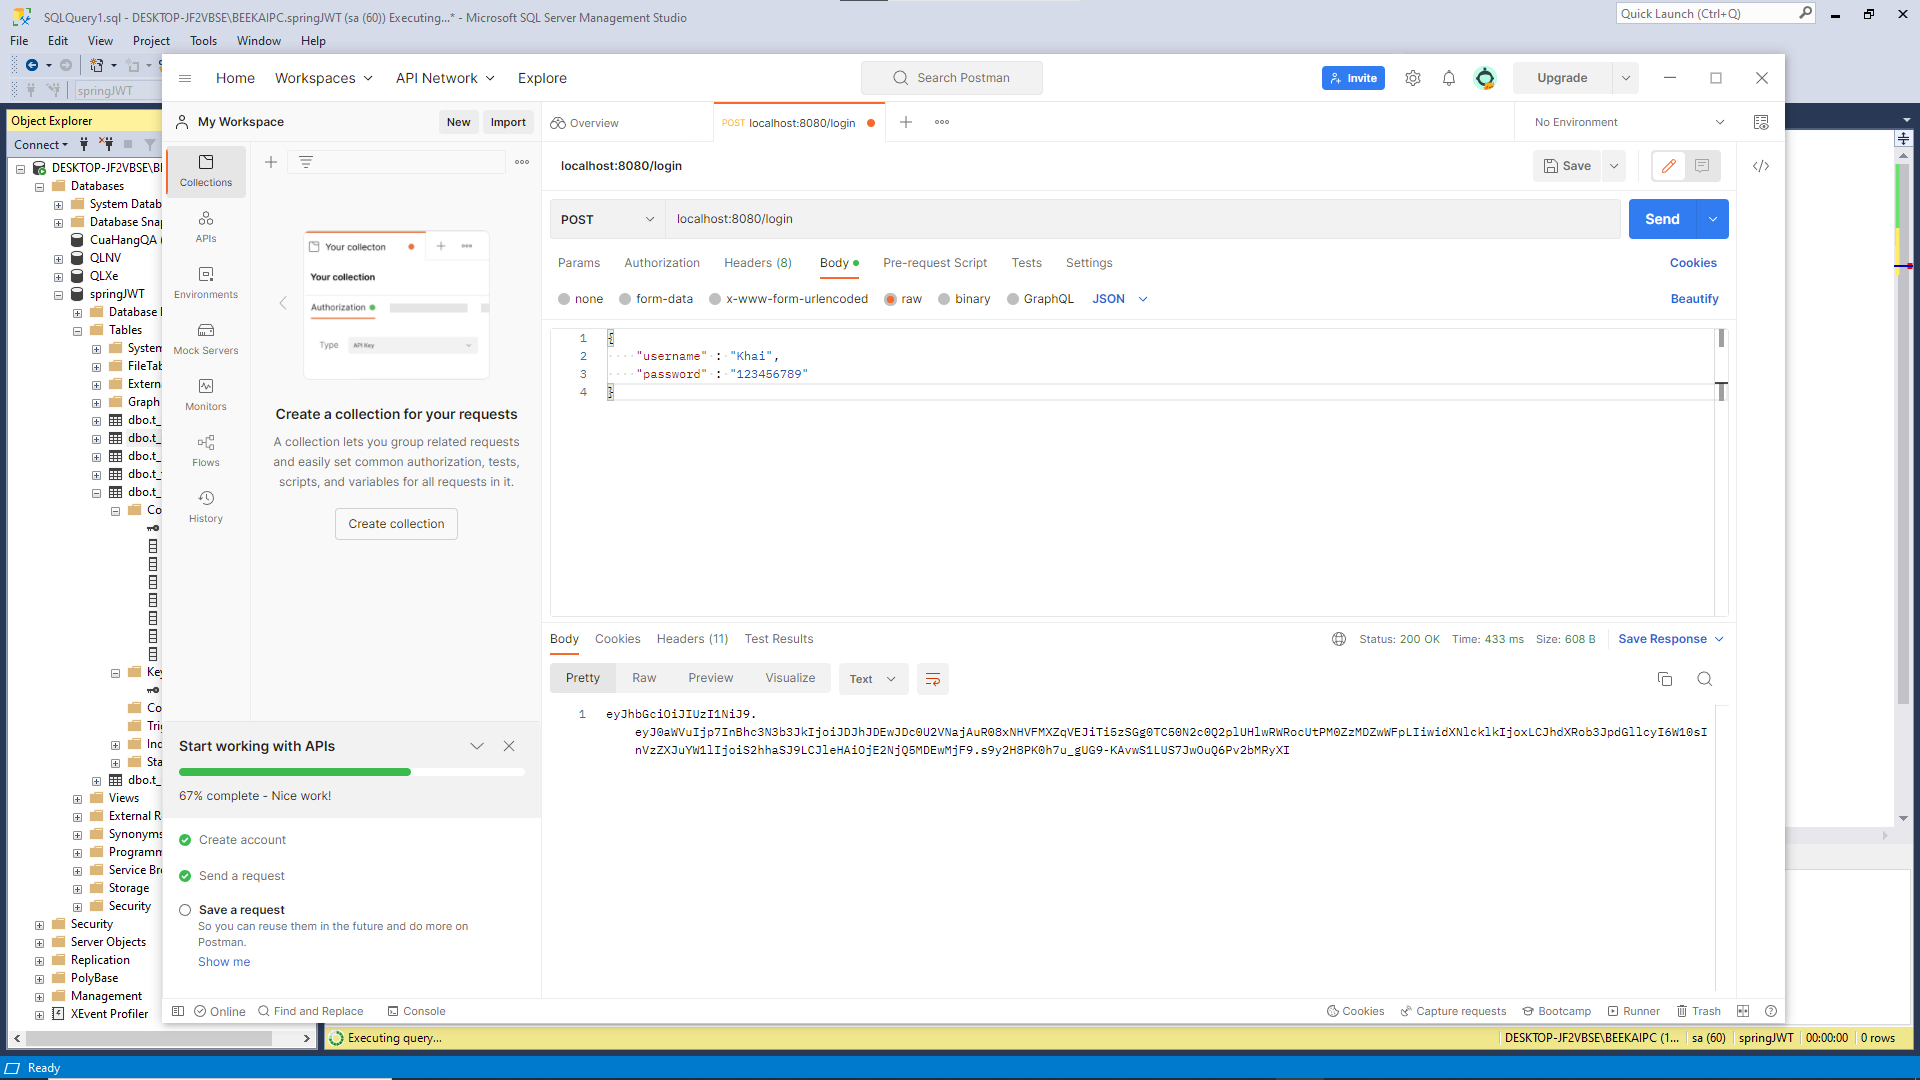 SQLQuery1.sql - DESKTOP-JF2VBSE\BEEKAIPC.springJWT (sa (60)) Executing...* - Microsoft SQL Server Management Studio
Quick Launch (Ctrl+Q)
File Edit View Project Tools Window Help
springJWT
Home Workspaces API Network Explore
Search Postman
Invite
Upgrade
Object Explorer
Connect
DESKTOP-JF2VBSE\BE
Databases
System Datab
Database Snap
CuaHangQA (
QLNV
QLXe
springJWT
Database
Tables
System
FileTab
Externa
Graph
dbo.t_
dbo.t_
dbo.t_
dbo.t_
dbo.t_
Co
Key
Co
Trig
Ind
Sta
dbo.t_
Views
External R
Synonyms
Programm
Service Bro
Storage
Security
Security
Server Objects
Replication
PolyBase
Management
XEvent Profiler
My Workspace
New Import
Collections
APIs
Environments
Mock Servers
Monitors
Flows
History
Your collecton
Your collection
Authorization
Type API Key
Create a collection for your requests
A collection lets you group related requests
and easily set common authorization, tests,
scripts, and variables for all requests in it.
Create collection
Start working with APIs
67% complete - Nice work!
Create account
Send a request
Save a request
So you can reuse them in the future and do more on
Postman.
Show me
Overview
POST localhost:8080/login
No Environment
localhost:8080/login
Save
POST localhost:8080/login
Send
Params Authorization Headers (8) Body Pre-request Script Tests Settings
Cookies
none form-data x-www-form-urlencoded raw binary GraphQL JSON
Beautify
1 {
2 "username" : "Khai",
3 "password" : "123456789"
4 }
Body Cookies Headers (11) Test Results
Status: 200 OK Time: 433 ms Size: 608 B
Save Response
Pretty Raw Preview Visualize Text
1 eyJhbGciOiJIUzI1NiJ9.
Online Find and Replace Console
Cookies Capture requests Bootcamp Runner Trash
Executing query...
DESKTOP-JF2VBSE\BEEKAIPC (1... sa (60) springJWT 00:00:00 0 rows
Ready